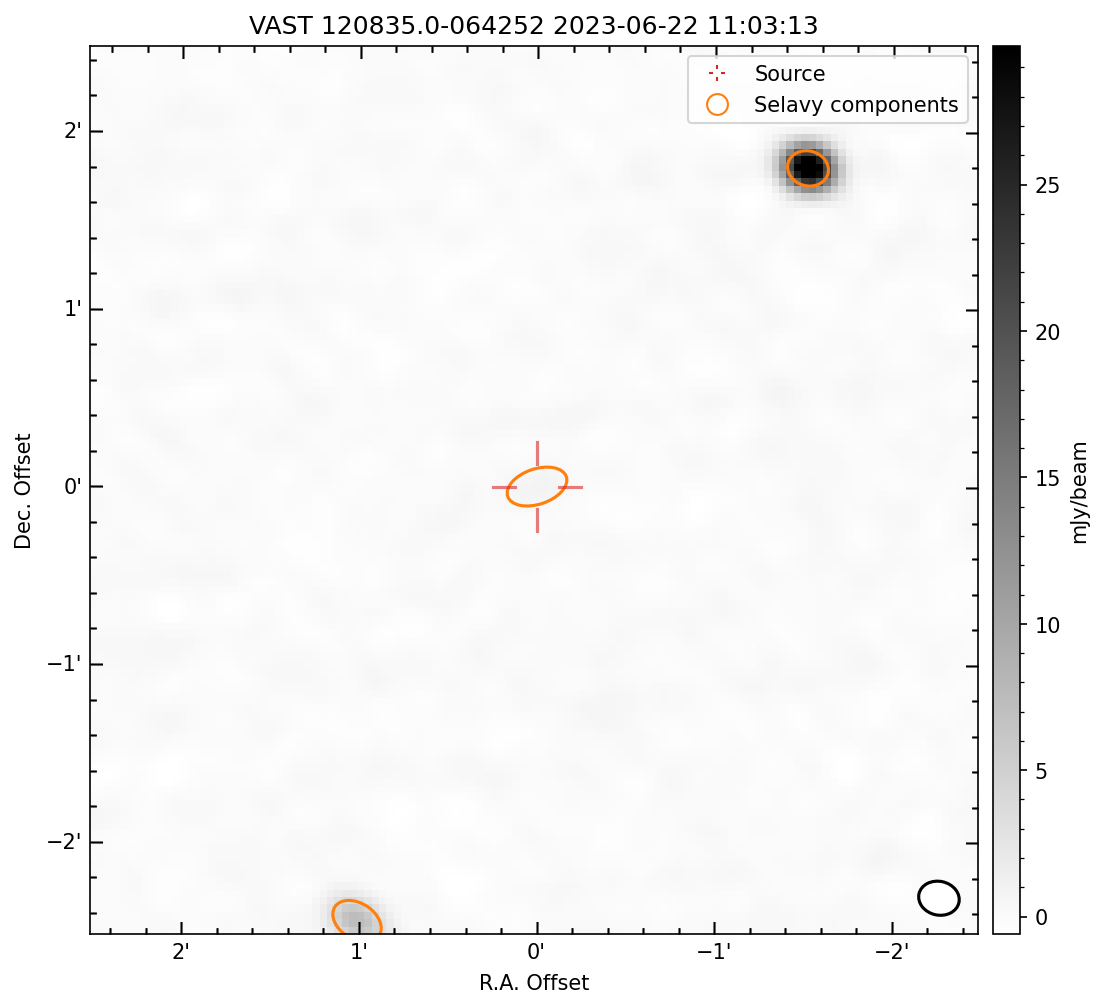 VAST 120835.0-064252 2023-06-22 11:03:13
Source
Selavy components
2'
1'
0'
−1'
−2'
Dec. Offset
2'
1'
0'
−1'
−2'
R.A. Offset
25
20
15
10
5
0
mJy/beam